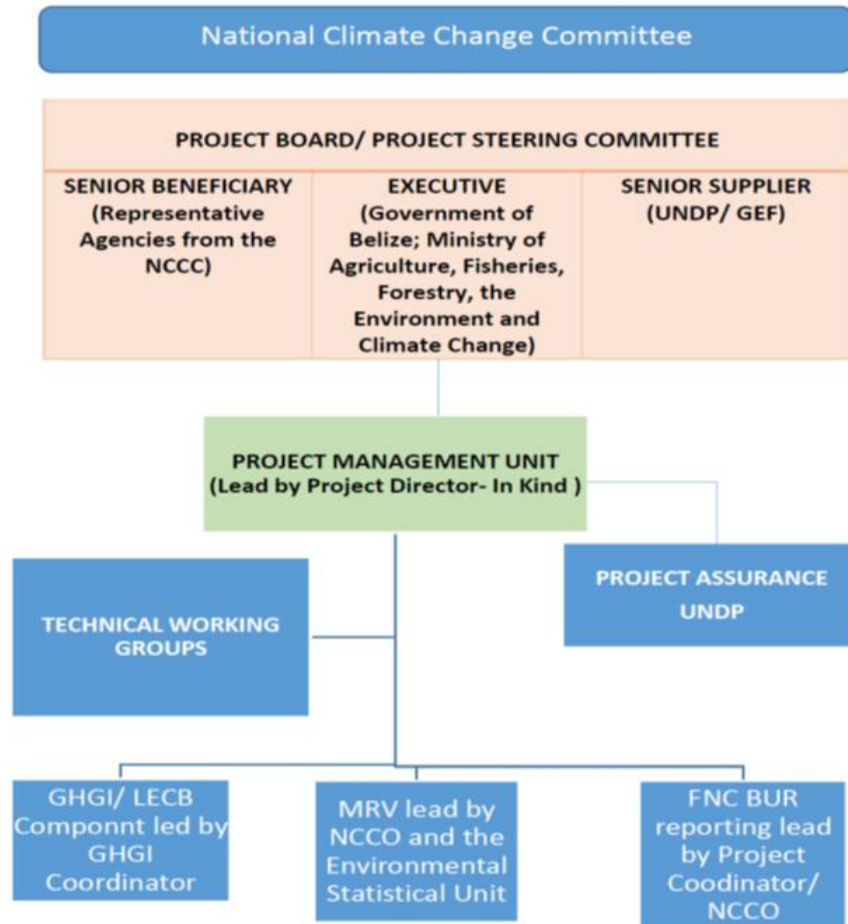 National Climate Change Committee
PROJECT BOARD/ PROJECT STEERING COMMITTEE
SENIOR BENEFICIARY
(Representative
Agencies from the
NCCC)
EXECUTIVE
(Government of
Belize; Ministry of
Agriculture, Fisheries,
Forestry, the
Environment and
Climate Change)
SENIOR SUPPLIER
(UNDP/ GEF)
PROJECT MANAGEMENT UNIT
(Lead by Project Director- In Kind )
TECHNICAL WORKING
GROUPS
PROJECT ASSURANCE
UNDP
GHGI/ LECB
Componnt led by
GHGI
Coordinator
MRV lead by
NCCO and the
Environmental
Statistical Unit
FNC BUR
reporting lead
by Project
Coodinator/
NCCO